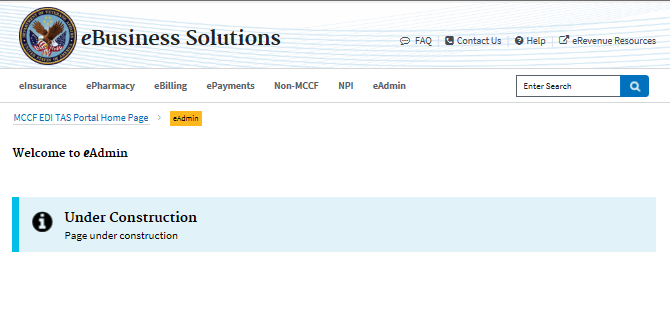 eBusiness Solutions
FAQ
Contact Us
Help
eRevenue Resources
eInsurance
ePharmacy
eBilling
ePayments
Non-MCCF
NPI
eAdmin
Enter Search
MCCF EDI TAS Portal Home Page
eAdmin
Welcome to eAdmin
Under Construction
Page under construction